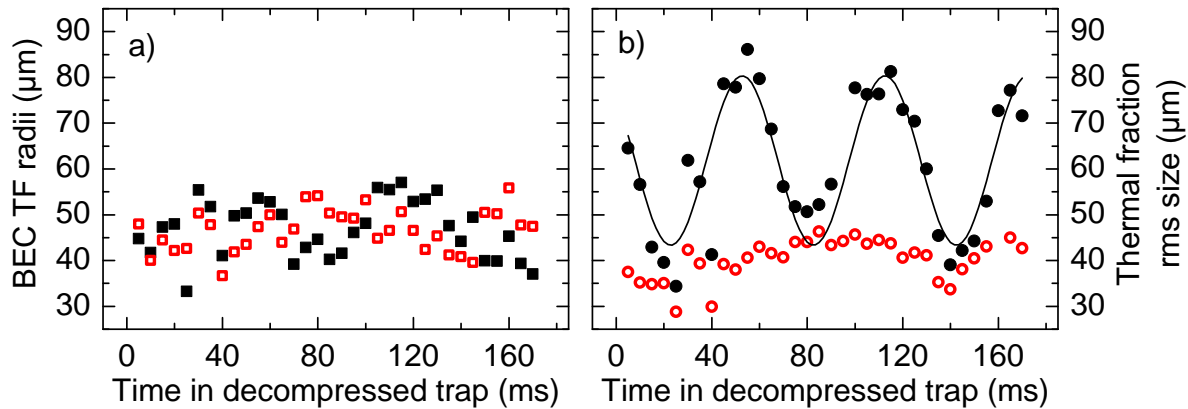 a)
b)
90
80
70
60
50
40
30
90
80
70
60
50
40
30
BEC TF radii (µm)
Thermal fraction
rms size (µm)
0 40 80 120 160
0 40 80 120 160
Time in decompressed trap (ms)
Time in decompressed trap (ms)